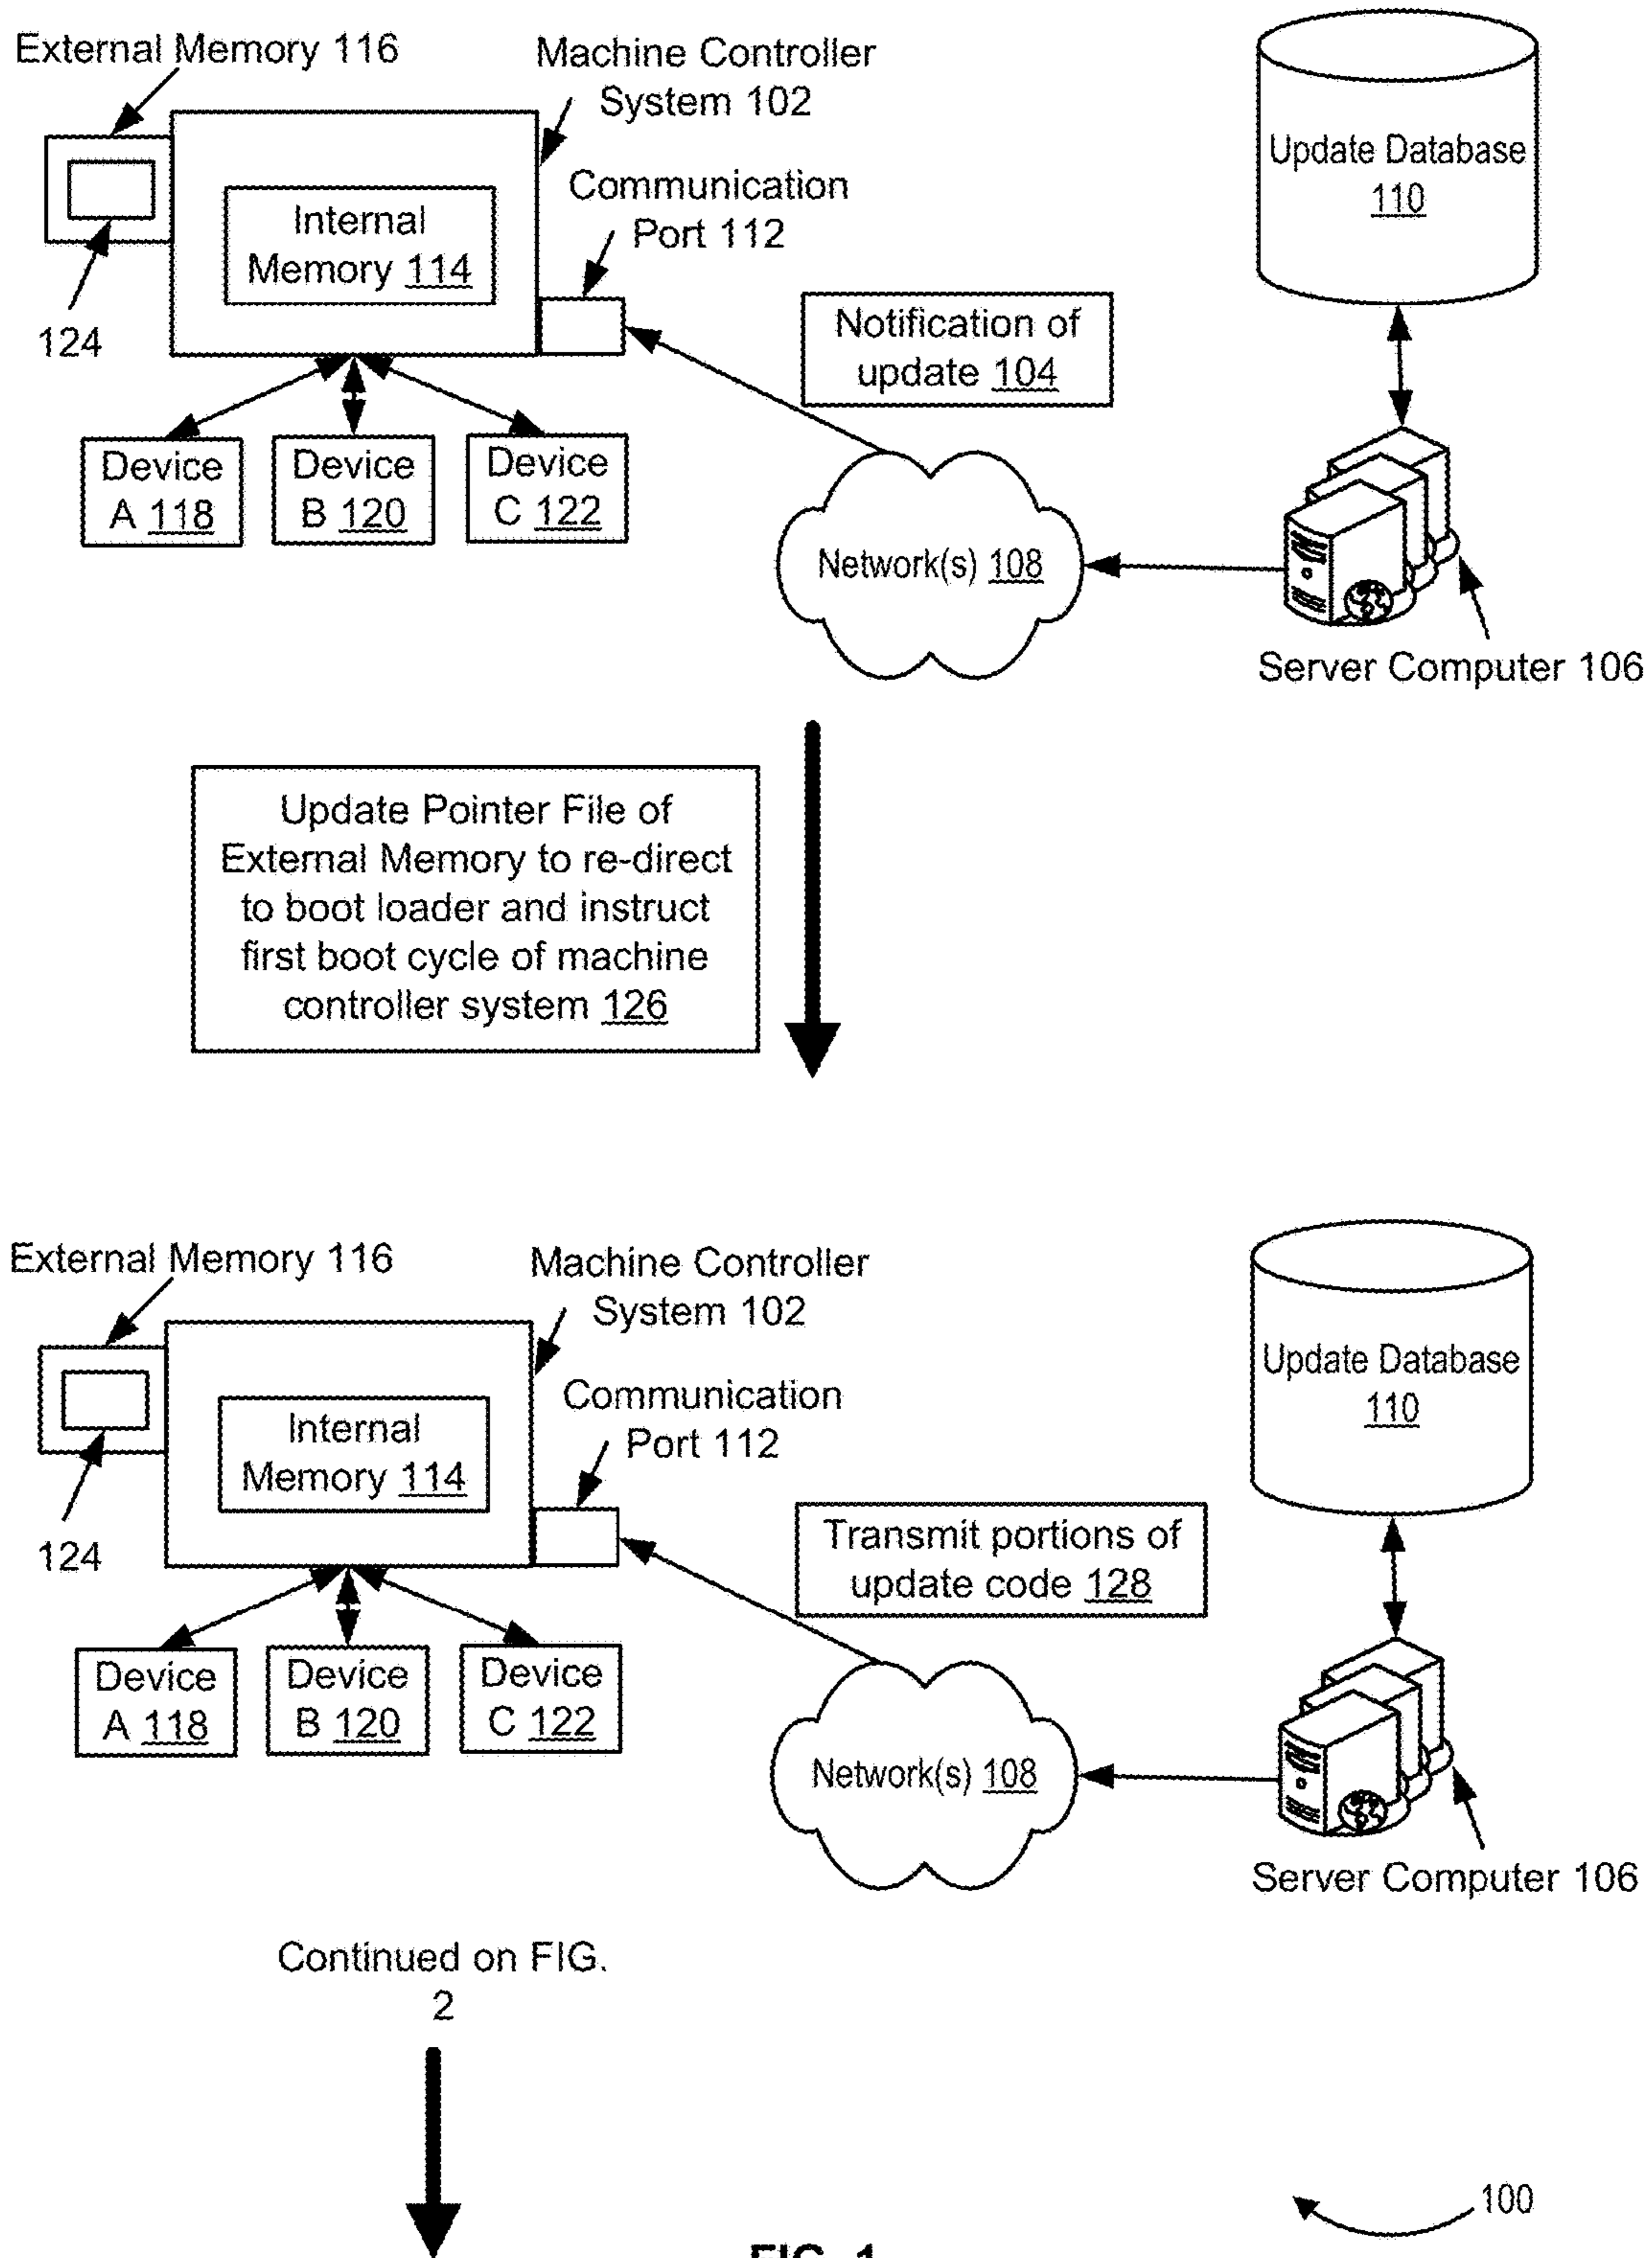 External Memory 116
Machine Controller
System 102
Communication
Port 112
Internal
Memory 114
124
Device
A 118
Device
B 120
Device
C 122
Notification of
update 104
Update Database
110
Network(s) 108
Server Computer 106
Update Pointer File of
External Memory to re-direct
to boot loader and instruct
first boot cycle of machine
controller system 126
External Memory 116
Machine Controller
System 102
Communication
Port 112
Internal
Memory 114
124
Device
A 118
Device
B 120
Device
C 122
Transmit portions of
update code 128
Update Database
110
Network(s) 108
Server Computer 106
Continued on FIG.
2
100
FIG. 1